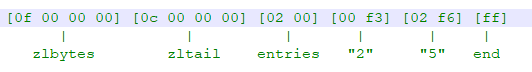 [0f 00 00 00] [0c 00 00 00] [02 00] [00 f3] [02 f6] [ff]
| | | | | |
zlbytes zltail entries "2" "5" end